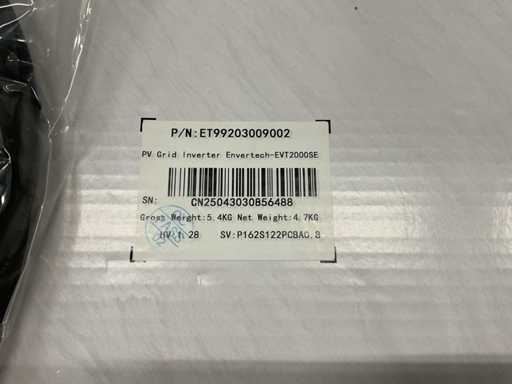 P/N:ET99203009002
PV Grid Inverter Envertech-EVT2000SE
SN: CN25043030856488
Gross Werght:5.4KG Net Weight:4.7KG
HV:1.28 SV:P162S122PCBA0.8